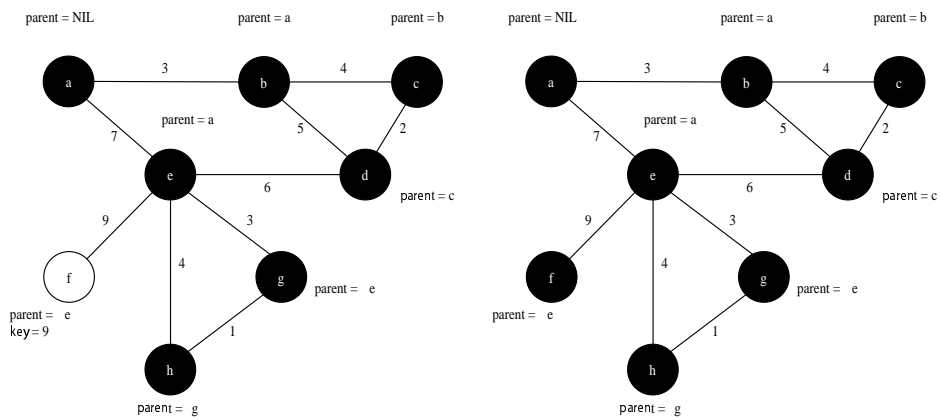 parent = NIL
parent = a
parent = b
parent = NIL
parent = a
parent = b
a
3
b
4
c
a
3
b
4
c
7
parent = a
5
2
7
parent = a
5
2
e
6
d
e
6
d
parent = c
parent = c
9
3
9
3
f
4
g
f
4
g
parent = e
parent = e
parent = e
key = 9
parent = e
1
1
h
h
parent = g
parent = g